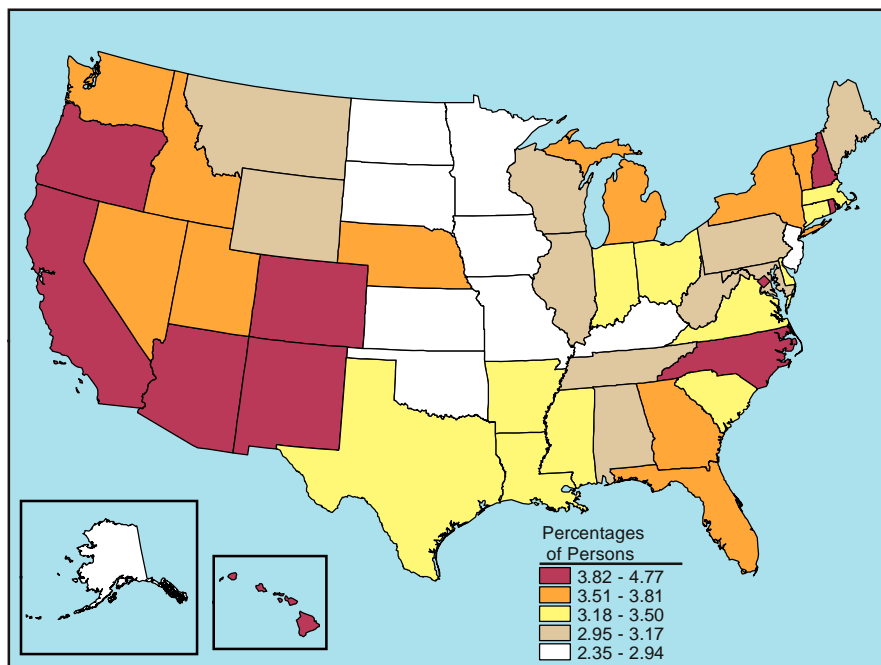 Percentages
of Persons
3.82 - 4.77
3.51 - 3.81
3.18 - 3.50
2.95 - 3.17
2.35 - 2.94